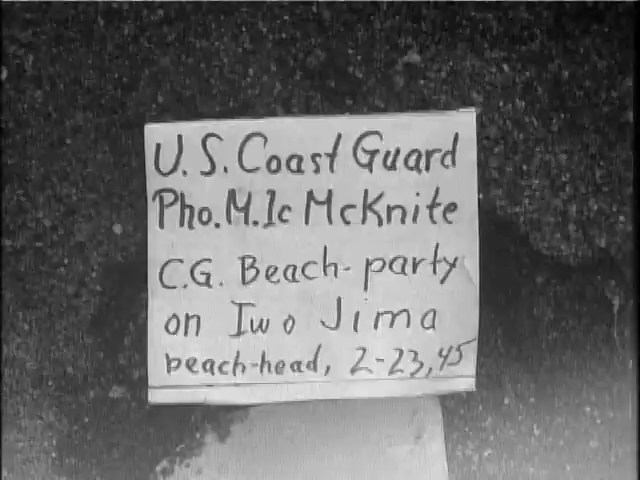 U.S. Coast Guard
Pho.M.1c McKnite
C.G. Beach-party
on Iwo Jima
beach-head, 2-23,45